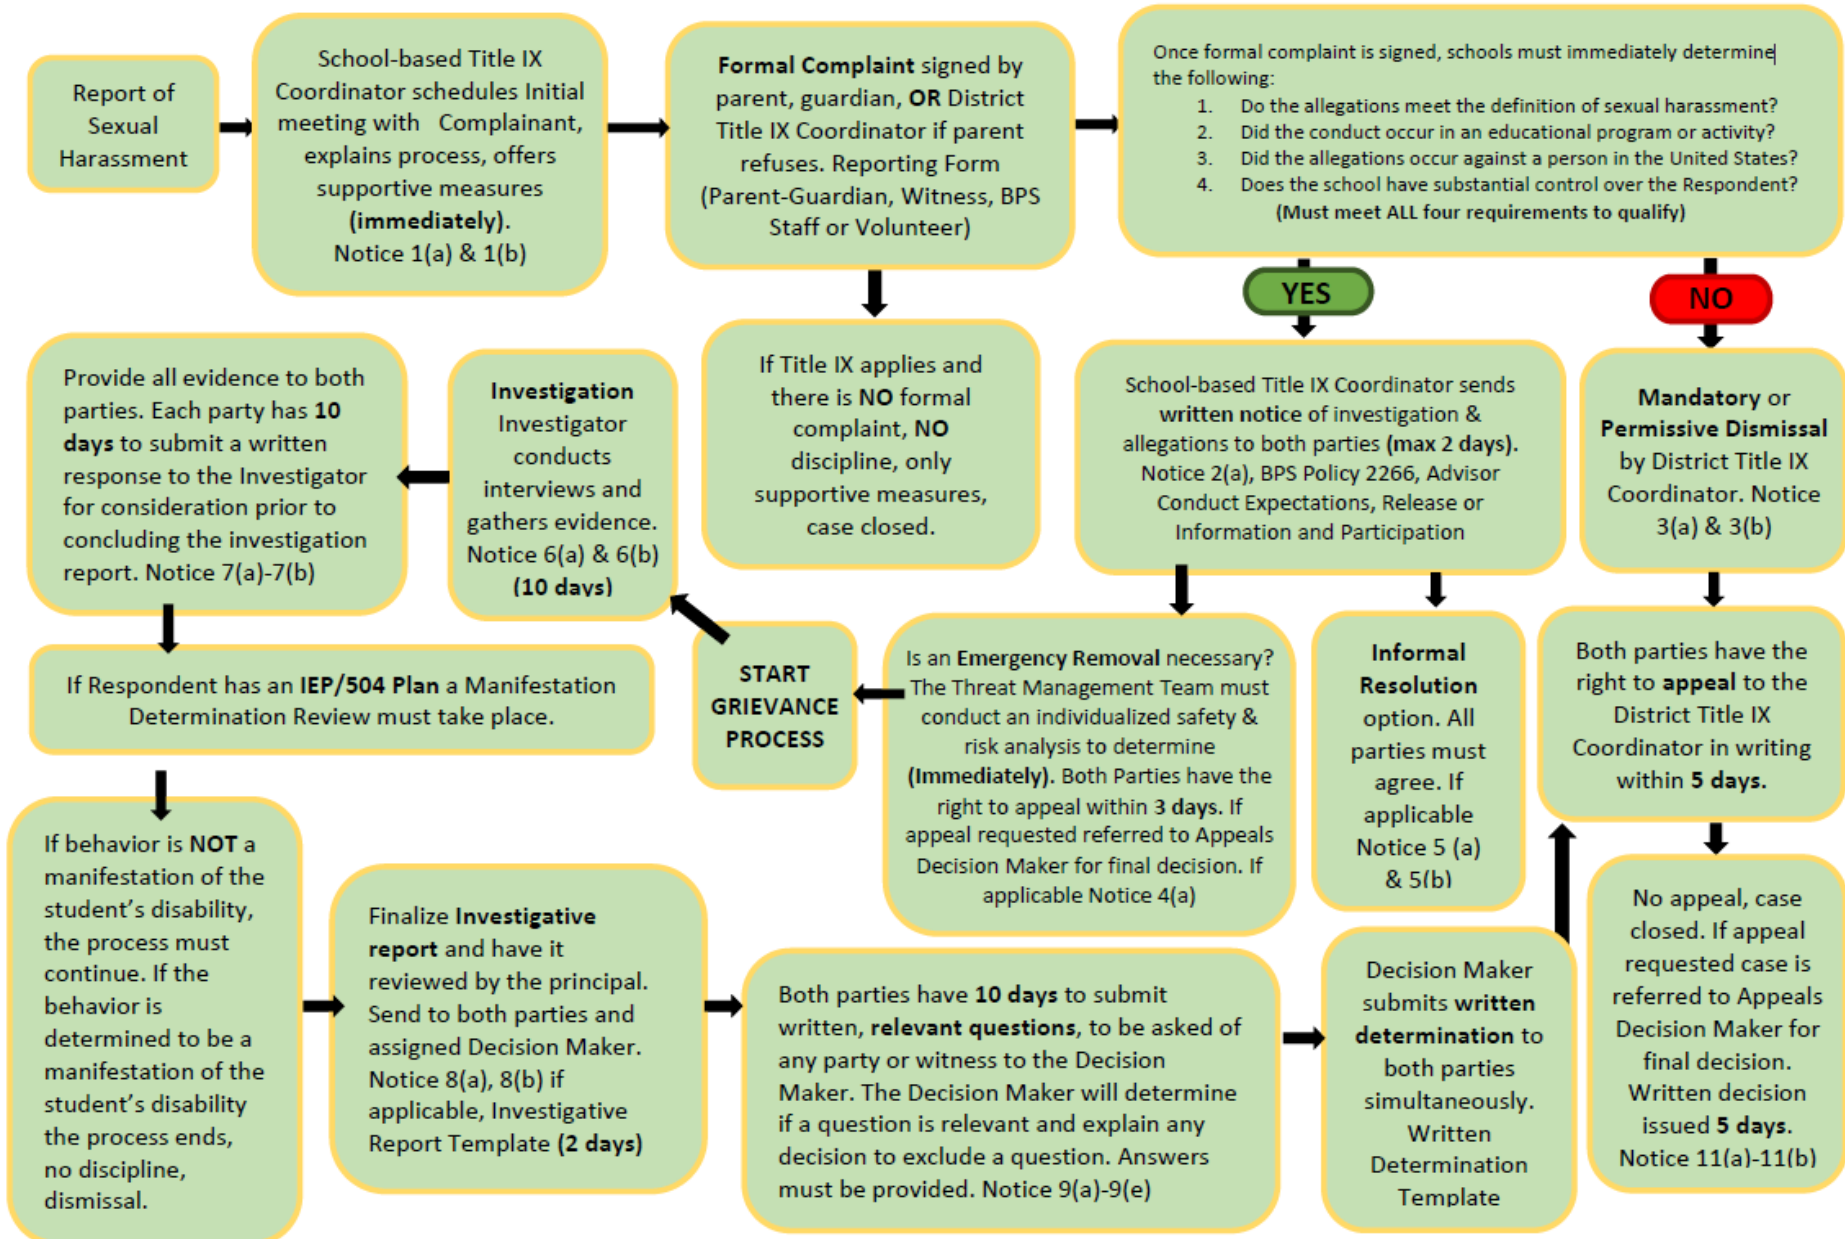 Report of
Sexual
Harassment
School-based Title IX
Coordinator schedules Initial
meeting with Complainant,
explains process, offers
supportive measures
(immediately).
Notice 1(a) & 1(b)
Formal Complaint signed by
parent, guardian, OR District
Title IX Coordinator if parent
refuses. Reporting Form
(Parent-Guardian, Witness, BPS
Staff or Volunteer)
Once formal complaint is signed, schools must immediately determine
the following:
1. Do the allegations meet the definition of sexual harassment?
2. Did the conduct occur in an educational program or activity?
3. Did the allegations occur against a person in the United States?
4. Does the school have substantial control over the Respondent?
(Must meet ALL four requirements to qualify)
YES
NO
If Title IX applies and
there is NO formal
complaint, NO
discipline, only
supportive measures,
case closed.
School-based Title IX Coordinator sends
written notice of investigation &
allegations to both parties (max 2 days).
Notice 2(a), BPS Policy 2266, Advisor
Conduct Expectations, Release or
Information and Participation
Mandatory or
Permissive Dismissal
by District Title IX
Coordinator. Notice
3(a) & 3(b)
Both parties have the
right to appeal to the
District Title IX
Coordinator in writing
within 5 days.
No appeal, case
closed. If appeal
requested case is
referred to Appeals
Decision Maker for
final decision.
Written decision
issued 5 days.
Notice 11(a)-11(b)
Informal
Resolution
option. All
parties must
agree. If
applicable
Notice 5 (a)
& 5(b)
Is an Emergency Removal necessary?
The Threat Management Team must
conduct an individualized safety &
risk analysis to determine
(Immediately). Both Parties have the
right to appeal within 3 days. If
appeal requested referred to Appeals
Decision Maker for final decision. If
applicable Notice 4(a)
START
GRIEVANCE
PROCESS
Investigation
Investigator
conducts
interviews and
gathers evidence.
Notice 6(a) & 6(b)
(10 days)
Provide all evidence to both
parties. Each party has 10
days to submit a written
response to the Investigator
for consideration prior to
concluding the investigation
report. Notice 7(a)-7(b)
If Respondent has an IEP/504 Plan a Manifestation
Determination Review must take place.
If behavior is NOT a
manifestation of the
student's disability,
the process must
continue. If the
behavior is
determined to be a
manifestation of the
student's disability
the process ends,
no discipline,
dismissal.
Finalize Investigative
report and have it
reviewed by the principal.
Send to both parties and
assigned Decision Maker.
Notice 8(a), 8(b) if
applicable, Investigative
Report Template (2 days)
Both parties have 10 days to submit
written, relevant questions, to be asked of
any party or witness to the Decision
Maker. The Decision Maker will determine
if a question is relevant and explain any
decision to exclude a question. Answers
must be provided. Notice 9(a)-9(e)
Decision Maker
submits written
determination to
both parties
simultaneously.
Written
Determination
Template